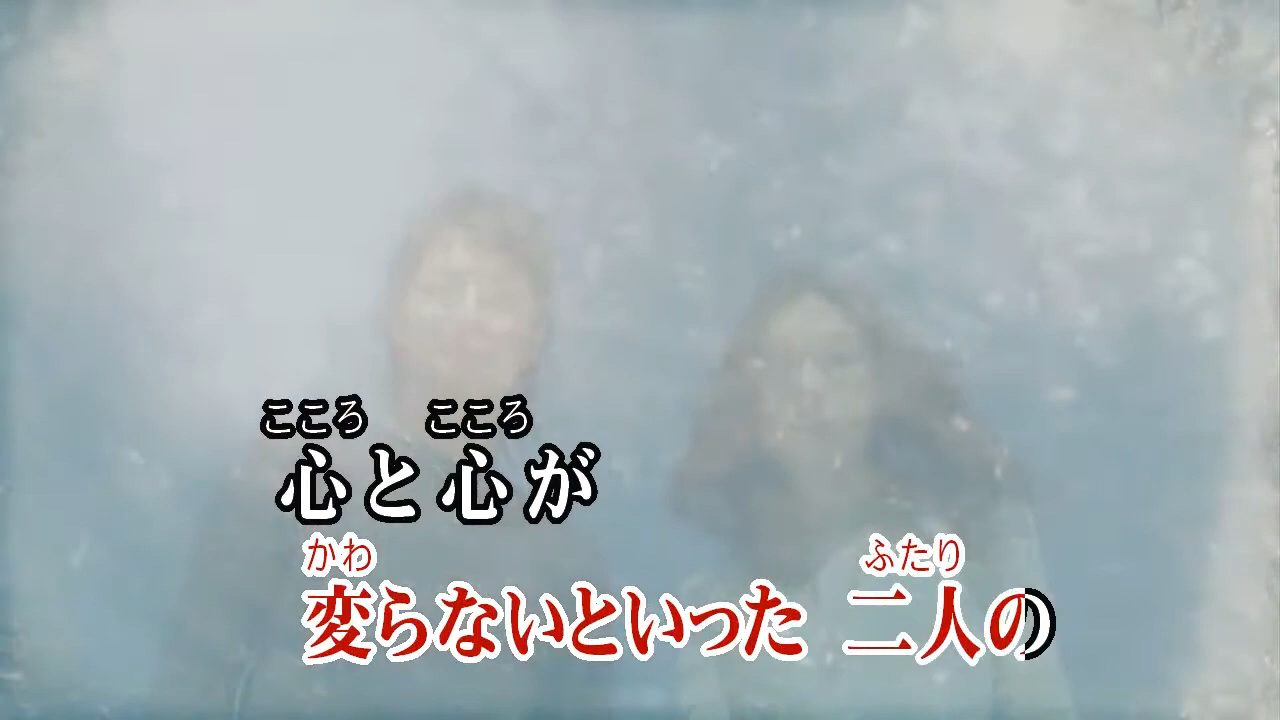 こころ こころ
心と心が
かわ ふたり
変らないといった 二人の